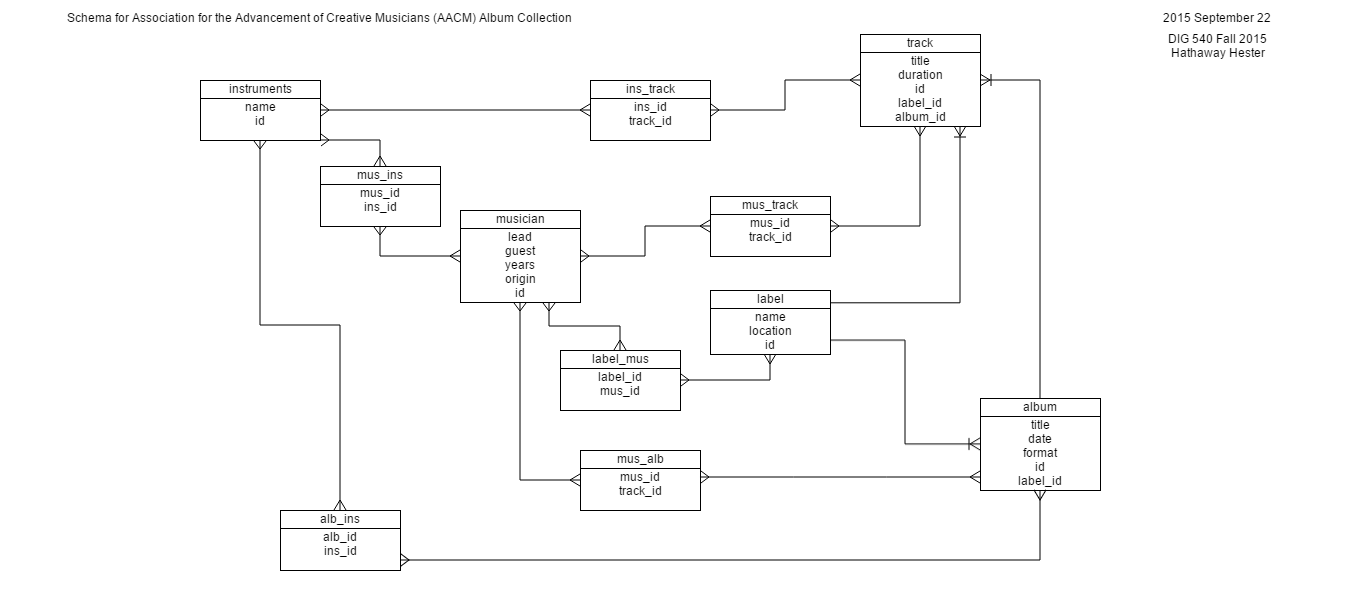 Schema for Association for the Advancement of Creative Musicians (AACM) Album Collection
2015 September 22
DIG 540 Fall 2015
Hathaway Hester
track
title
duration
id
label_id
album_id
instruments
name
id
ins_track
ins_id
track_id
mus_ins
mus_id
ins_id
musician
lead
guest
years
origin
id
mus_track
mus_id
track_id
label
name
location
id
label_mus
label_id
mus_id
album
title
date
format
id
label_id
mus_alb
mus_id
track_id
alb_ins
alb_id
ins_id